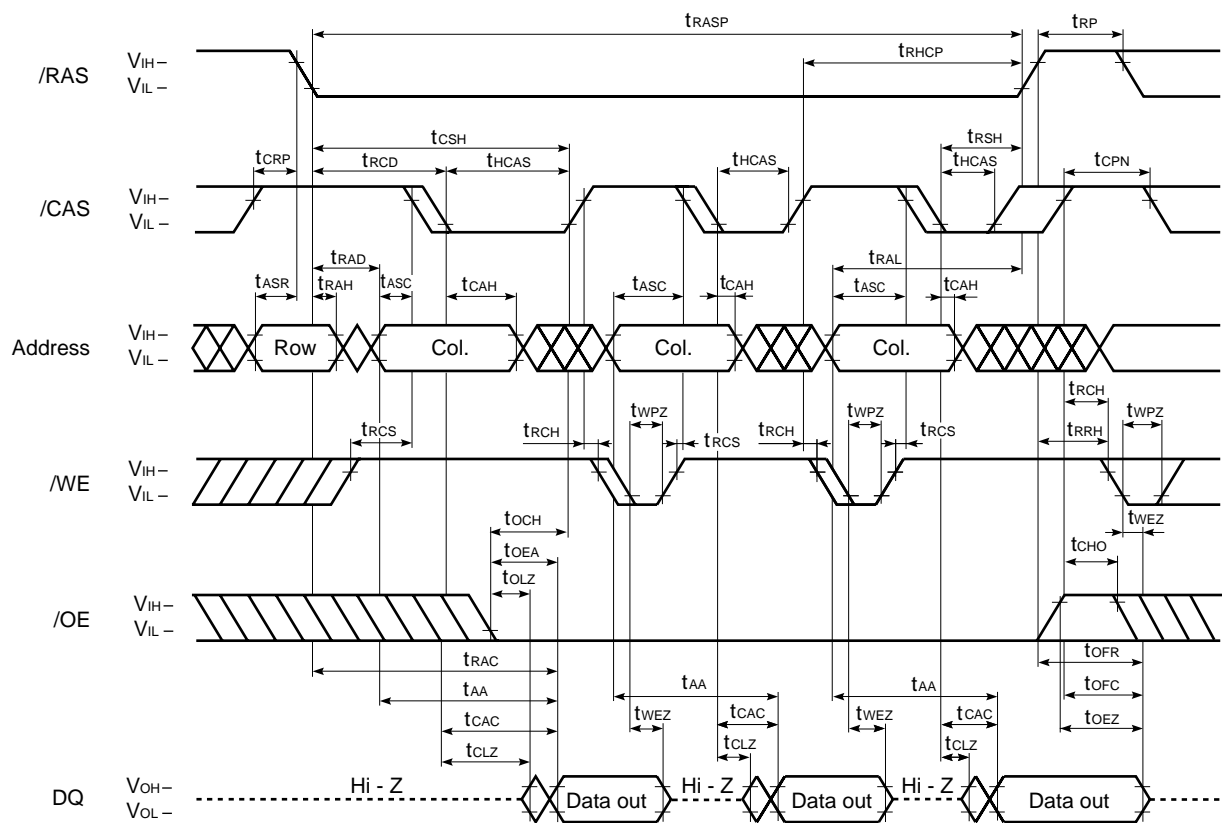 tRASP tRP
tRHCP
/RAS VIH – VIL –
tCSH tRSH
tCRP tRCD tHCAS tHCAS tHCAS tCPN
/CAS VIH – VIL –
tRAD tRAL
tASR tRAH tASC tCAH tASC tCAH tASC tCAH
Address VIH – VIL – Row Col. Col. Col.
tRCH
tRCS tRCH tWPZ tRCS tRCH tWPZ tRCS tRRH tWPZ
/WE VIH – VIL –
tOCH tWEZ
tOEA tCHO
tOLZ
/OE VIH – VIL –
tRAC tOFR
tAA tAA tAA tOFC
tCAC tWEZ tCAC tWEZ tCAC tOEZ
tCLZ tCLZ tCLZ
DQ VOH – VOL – Hi - Z Data out Hi - Z Data out Hi - Z Data out